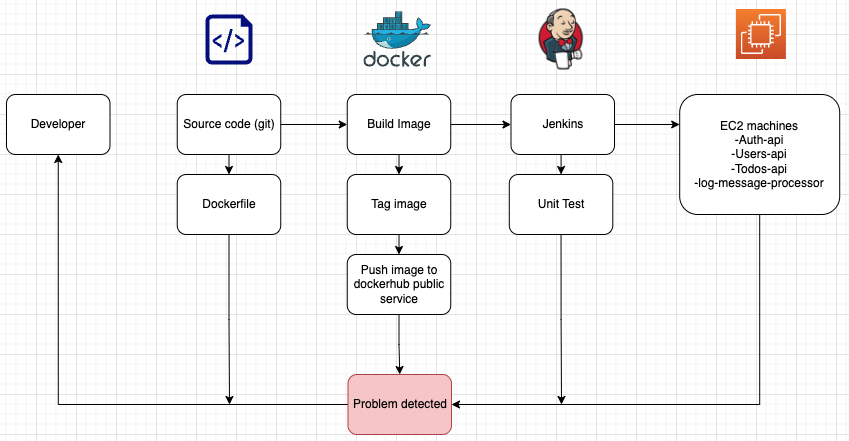 </>
docker
Developer
Source code (git)
Build Image
Jenkins
EC2 machines
-Auth-api
-Users-api
-Todos-api
-log-message-processor
Dockerfile
Tag image
Unit Test
Push image to
dockerhub public
service
Problem detected